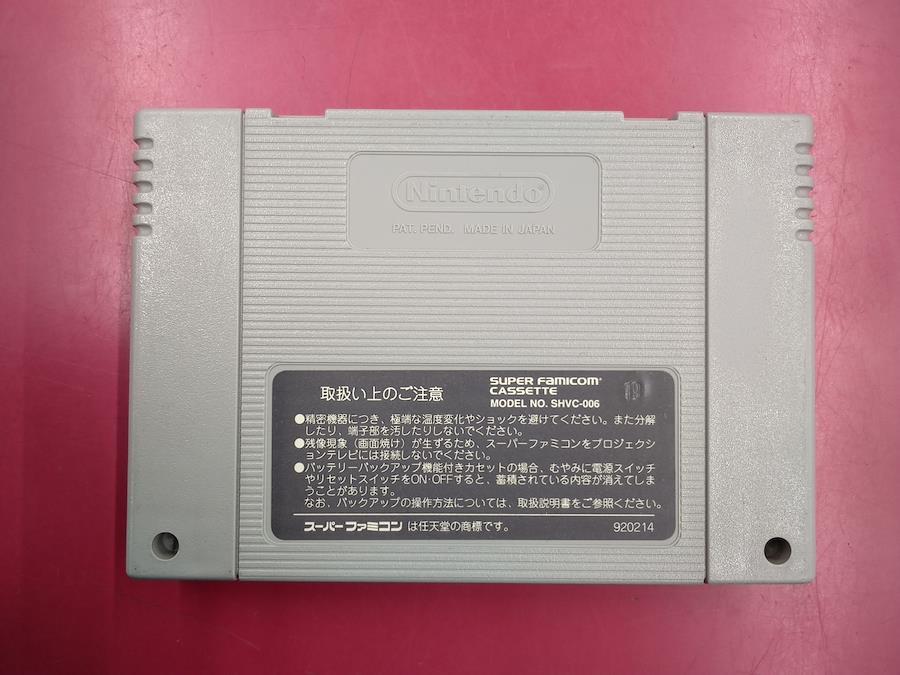 Nintendo
PAT. PEND. MADE IN JAPAN
取扱い上のご注意
SUPER FAMICOM
CASSETTE
MODEL NO. SHVC-006
●精密機器につき、極端な温度変化やショックを避けてください。また分解
したり、端子部を汚したりしないでください。
●残像現象（画面焼け）が生ずるため、スーパーファミコンをプロジェクシ
ョンテレビには接続しないでください。
●バッテリーバックアップ機能付きカセットの場合、むやみに電源スイッチ
やリセットスイッチをON・OFFすると、蓄積されている内容が消えてしま
うことがあります。
なお、バックアップの操作方法については、取扱説明書をご参照ください。
スーパーファミコン は任天堂の商標です。
920214